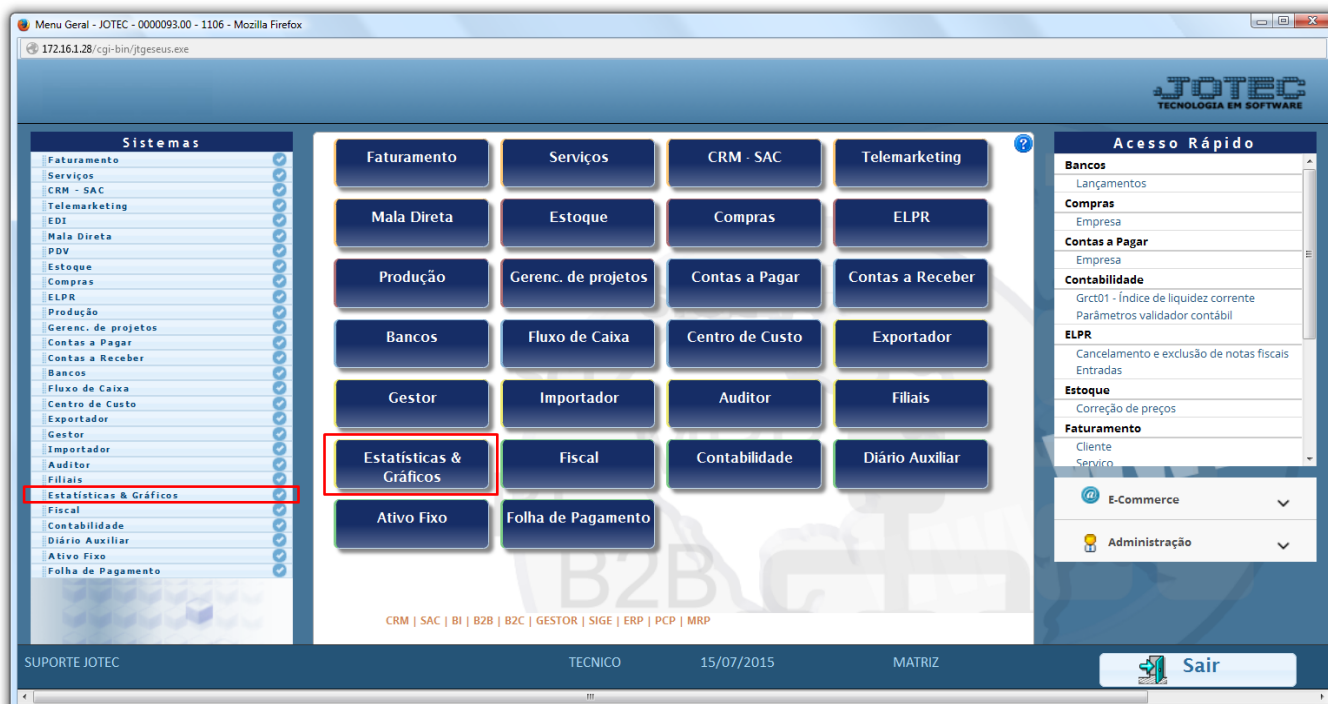 Menu Geral - JOTEC - 0000093.00 - 1106 - Mozilla Firefox
172.16.1.28/cgi-bin/jtgeseus.exe
JOTEC
TECNOLOGIA EM SOFTWARE
Sistemas
Faturamento
Serviços
CRM - SAC
Telemarketing
EDI
Mala Direta
PDV
Estoque
Compras
ELPR
Produção
Gerenc. de projetos
Contas a Pagar
Contas a Receber
Bancos
Fluxo de Caixa
Centro de Custo
Exportador
Gestor
Importador
Auditor
Filiais
Estatísticas & Gráficos
Fiscal
Contabilidade
Diário Auxiliar
Ativo Fixo
Folha de Pagamento
Faturamento Serviços CRM - SAC Telemarketing
Mala Direta Estoque Compras ELPR
Produção Gerenc. de projetos Contas a Pagar Contas a Receber
Bancos Fluxo de Caixa Centro de Custo Exportador
Gestor Importador Auditor Filiais
Estatísticas & Gráficos Fiscal Contabilidade Diário Auxiliar
Ativo Fixo Folha de Pagamento
B2B
CRM | SAC | BI | B2B | B2C | GESTOR | SIGE | ERP | PCP | MRP
?
Acesso Rápido
Bancos
Lançamentos
Compras
Empresa
Contas a Pagar
Empresa
Contabilidade
Grct01 - Índice de liquidez corrente
Parâmetros validador contábil
ELPR
Cancelamento e exclusão de notas fiscais
Entradas
Estoque
Correção de preços
Faturamento
Cliente
Serviço
@ E-Commerce
Administração
SUPORTE JOTEC TECNICO 15/07/2015 MATRIZ Sair